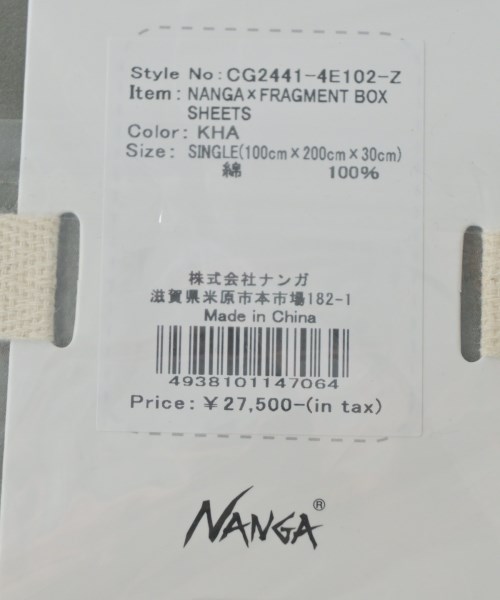 Style No: CG2441-4E102-Z
Item: NANGA×FRAGMENT BOX
SHEETS
Color: KHA
Size: SINGLE(100cm×200cm×30cm)
綿 100%
株式会社ナンガ
滋賀県米原市本市場182-1
Made in China
4938101147064
Price: ¥27,500-(in tax)
NANGA®